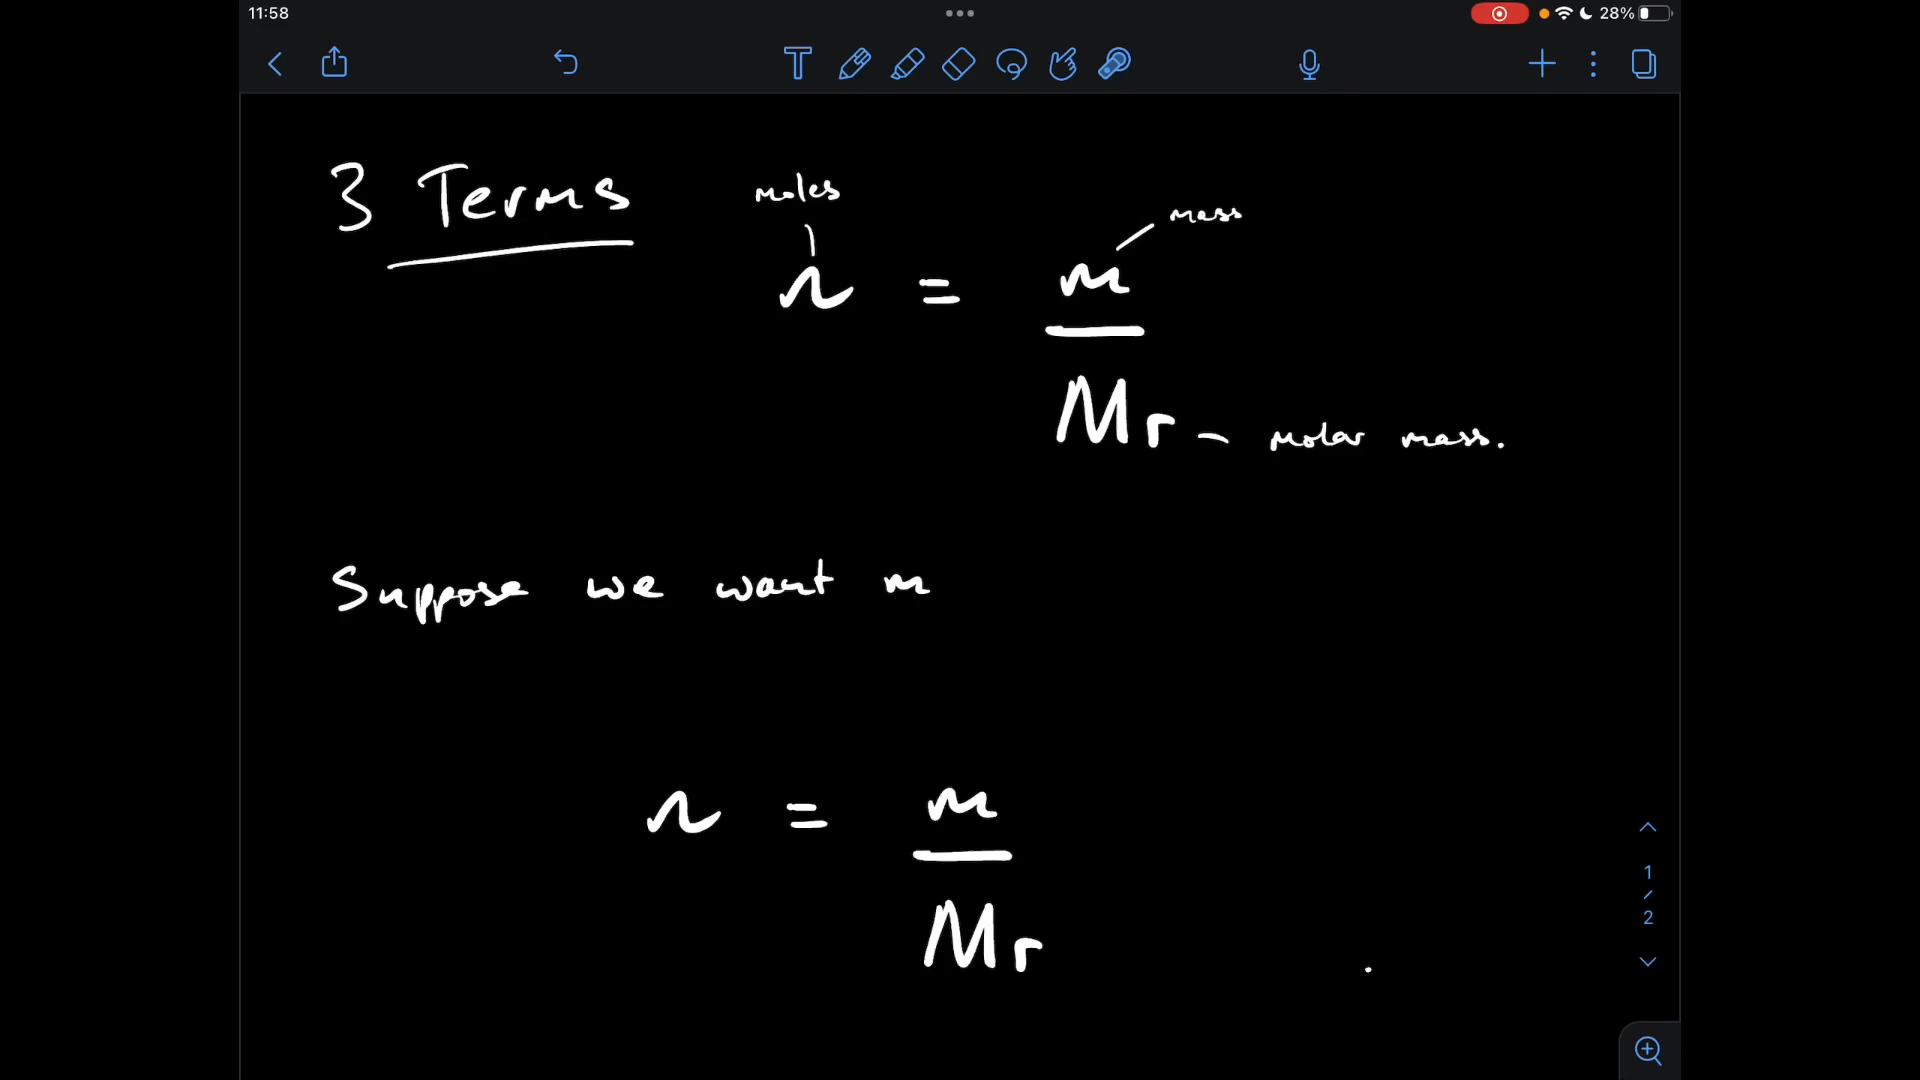 11:58
28%
3 Terms
moles
mass
n = m
Mr - molar mass.
Suppose we want m
n = m
Mr
1
/
2